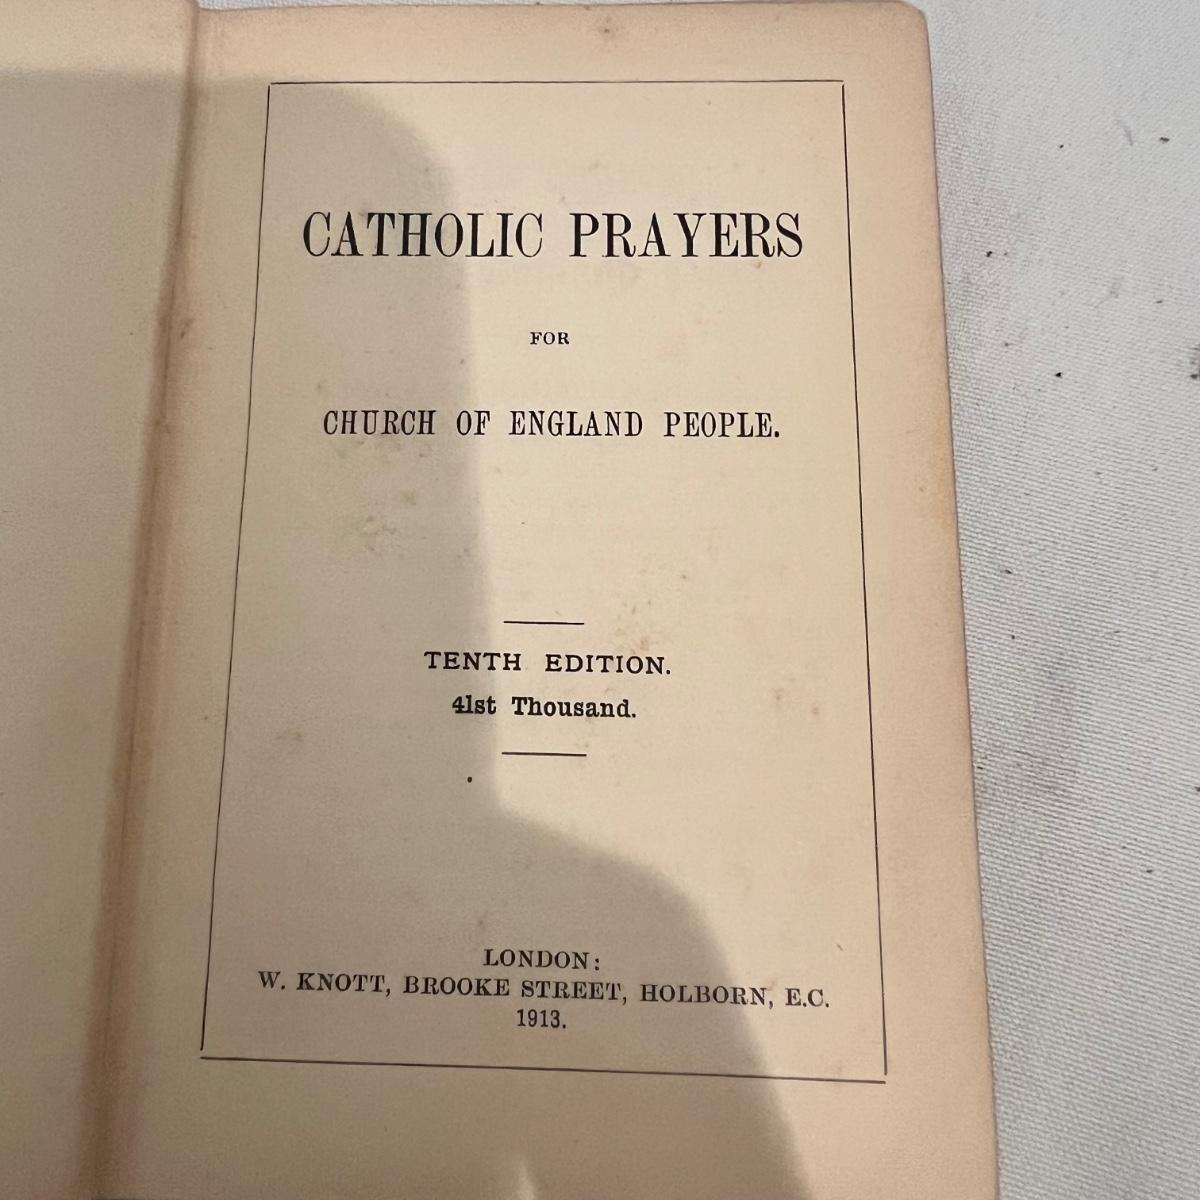 CATHOLIC PRAYERS
FOR
CHURCH OF ENGLAND PEOPLE.
TENTH EDITION.
41st Thousand.
LONDON:
W. KNOTT, BROOKE STREET, HOLBORN, E.C.
1913.